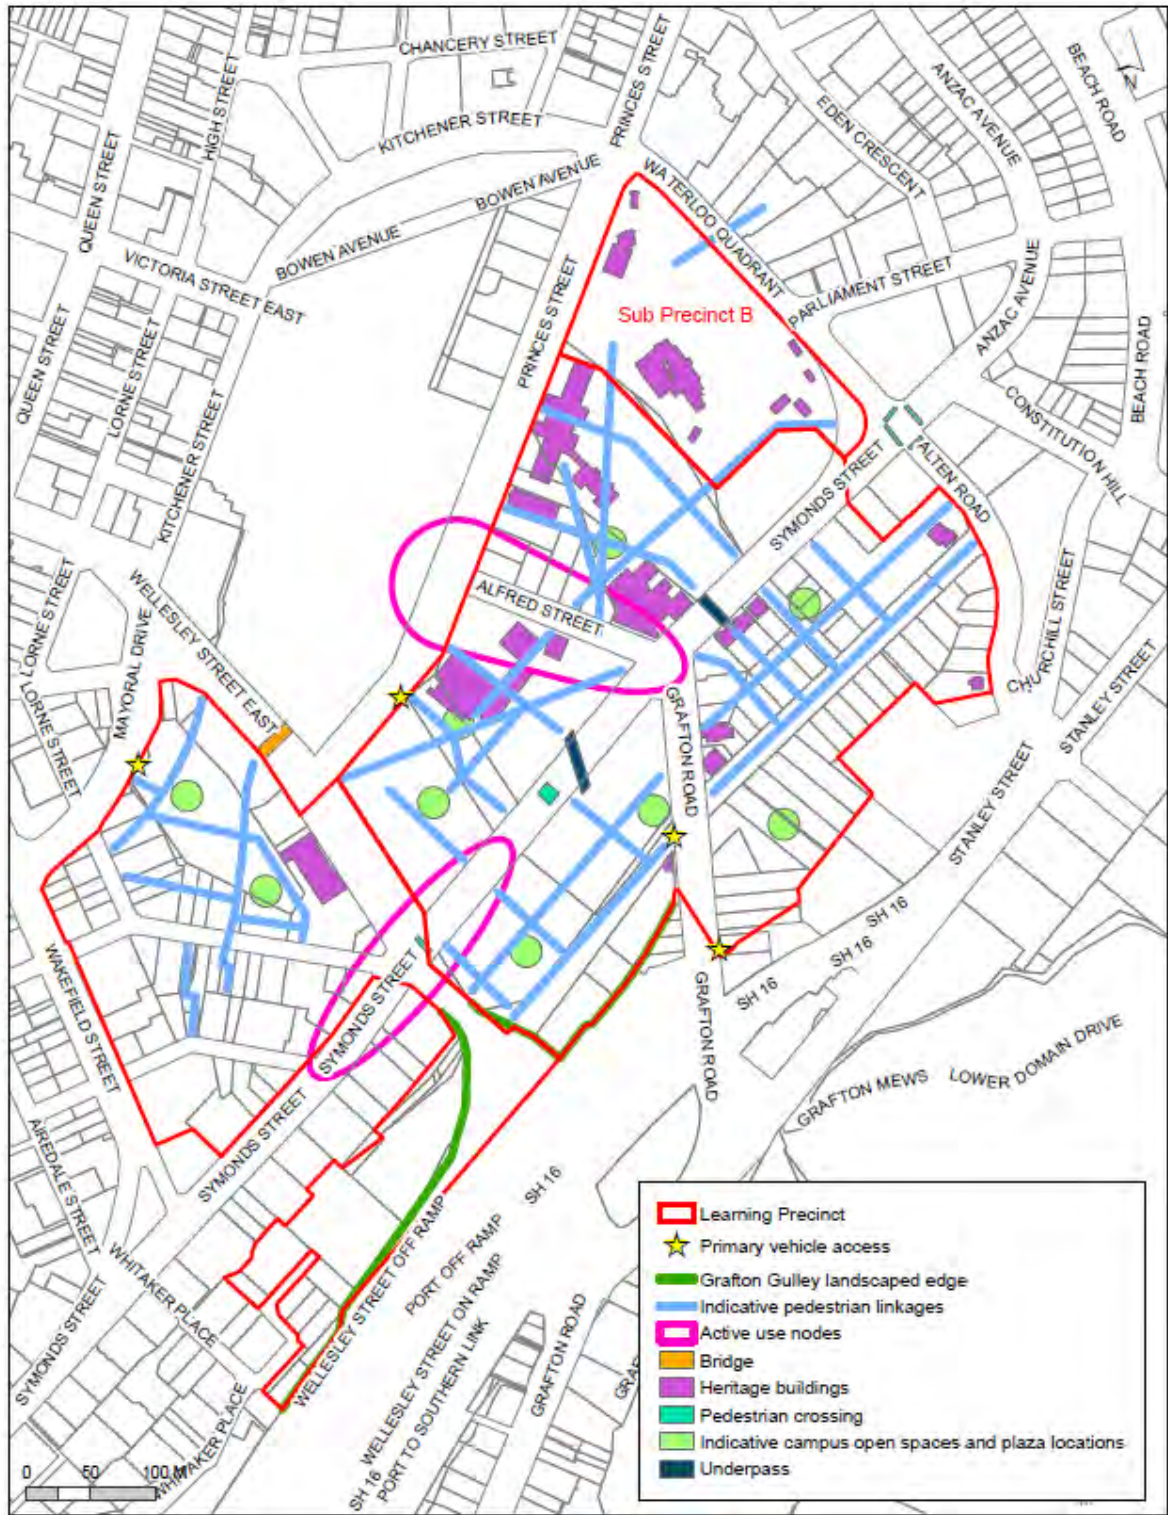 CHANCERY STREET
PRINCES STREET
BEACH ROAD
ANZAC AVENUE
HIGH STREET
KITCHENER STREET
EDEN CRESCENT
N
QUEEN STREET
BOWEN AVENUE
WATERLOO QUADRANT
BOWEN AVENUE
VICTORIA STREET EAST
PARLIAMENT STREET
ANZAC AVENUE
Sub Precinct B
PRINCES STREET
QUEEN STREET
LORNE STREET
BEACH ROAD
CONSTITUTION HILL
KITCHENER STREET
SYMONDS STREET
ALTEN ROAD
WELLESLEY STREET EAST
ALFRED STREET
LORNE STREET
MAYORAL DRIVE
CHURCHILL STREET
LORNE STREET
GRAFTON ROAD
STANLEY STREET
STANLEY STREET
SH 16
SH 16
SH 16
WAKEFIELD STREET
SYMONDS STREET
GRAFTON ROAD
GRAFTON MEWS
LOWER DOMAIN DRIVE
AIREDALE STREET
SYMONDS STREET
SH 16
WHITAKER PLACE
WELLESLEY STREET OFF RAMP
PORT OFF RAMP
WELLESLEY STREET ON RAMP
PORT TO SOUTHERN LINK
SH 16
GRAFTON ROAD
SYMONDS STREET
WHITAKER PLACE
Learning Precinct
Primary vehicle access
Grafton Gulley landscaped edge
Indicative pedestrian linkages
Active use nodes
Bridge
Heritage buildings
Pedestrian crossing
Indicative campus open spaces and plaza locations
Underpass
0 50 100 M